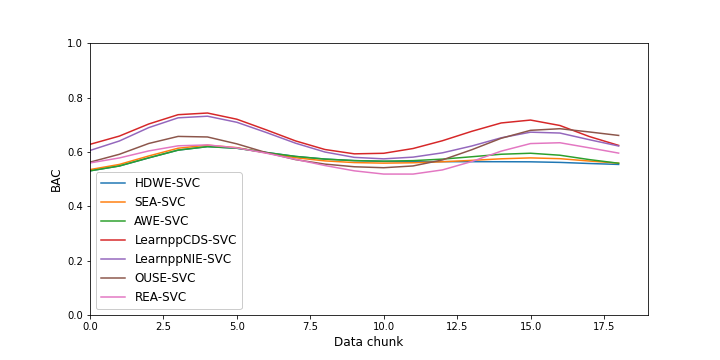 1.0
0.8
0.6
0.4
0.2
0.0
BAC
HDWE-SVC
SEA-SVC
AWE-SVC
LearnppCDS-SVC
LearnppNIE-SVC
OUSE-SVC
REA-SVC
0.0 2.5 5.0 7.5 10.0 12.5 15.0 17.5
Data chunk